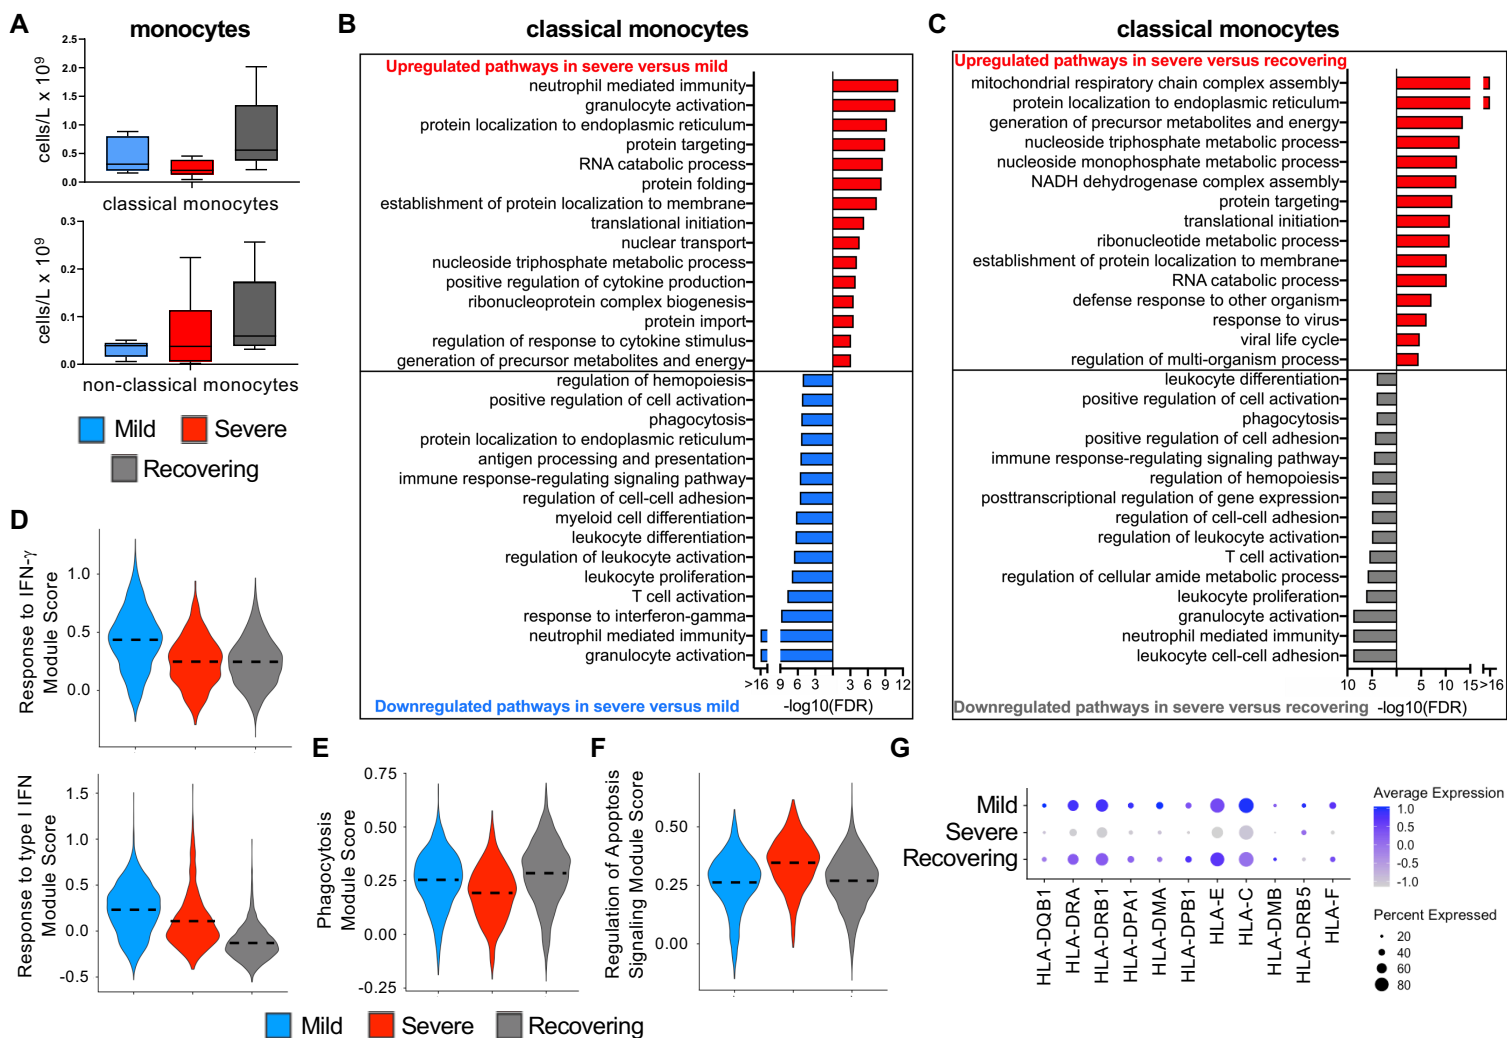 A
monocytes
cells/L x 10⁹
2.5
2.0
1.5
1.0
0.5
0.0
classical monocytes
cells/L x 10⁹
0.3
0.2
0.1
0.0
non-classical monocytes
Mild
Severe
Recovering
B
classical monocytes
Upregulated pathways in severe versus mild
neutrophil mediated immunity
granulocyte activation
protein localization to endoplasmic reticulum
protein targeting
RNA catabolic process
protein folding
establishment of protein localization to membrane
translational initiation
nuclear transport
nucleoside triphosphate metabolic process
positive regulation of cytokine production
ribonucleoprotein complex biogenesis
protein import
regulation of response to cytokine stimulus
generation of precursor metabolites and energy
regulation of hemopoiesis
positive regulation of cell activation
phagocytosis
protein localization to endoplasmic reticulum
antigen processing and presentation
immune response-regulating signaling pathway
regulation of cell-cell adhesion
myeloid cell differentiation
leukocyte differentiation
regulation of leukocyte activation
leukocyte proliferation
T cell activation
response to interferon-gamma
neutrophil mediated immunity
granulocyte activation
>16 9 6 3 3 6 9 12
Downregulated pathways in severe versus mild
-log10(FDR)
C
classical monocytes
Upregulated pathways in severe versus recovering
mitochondrial respiratory chain complex assembly
protein localization to endoplasmic reticulum
generation of precursor metabolites and energy
nucleoside triphosphate metabolic process
nucleoside monophosphate metabolic process
NADH dehydrogenase complex assembly
protein targeting
translational initiation
ribonucleotide metabolic process
establishment of protein localization to membrane
RNA catabolic process
defense response to other organism
response to virus
viral life cycle
regulation of multi-organism process
leukocyte differentiation
positive regulation of cell activation
phagocytosis
positive regulation of cell adhesion
immune response-regulating signaling pathway
regulation of hemopoiesis
posttranscriptional regulation of gene expression
regulation of cell-cell adhesion
regulation of leukocyte activation
T cell activation
regulation of cellular amide metabolic process
leukocyte proliferation
granulocyte activation
neutrophil mediated immunity
leukocyte cell-cell adhesion
10 5 5 10 15 >16
Downregulated pathways in severe versus recovering
-log10(FDR)
D
Response to IFN-γ
Module Score
1.0
0.5
0.0
Response to type I IFN
Module Score
1.5
1.0
0.5
0.0
-0.5
E
Phagocytosis
Module Score
0.75
0.50
0.25
0.00
-0.25
F
Regulation of Apoptosis
Signaling Module Score
0.50
0.25
0.00
Mild
Severe
Recovering
G
Mild
Severe
Recovering
HLA-DQB1
HLA-DRA
HLA-DRB1
HLA-DPA1
HLA-DMA
HLA-DPB1
HLA-E
HLA-C
HLA-DMB
HLA-DRB5
HLA-F
Average Expression
1.0
0.5
0.0
-0.5
-1.0
Percent Expressed
20
40
60
80